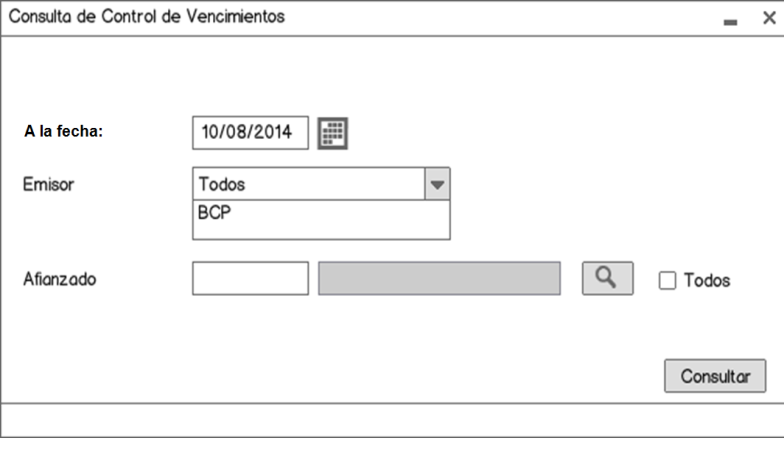 Consulta de Control de Vencimientos
A la fecha: 10/08/2014
Emisor Todos
BCP
Afianzado Todos
Consultar